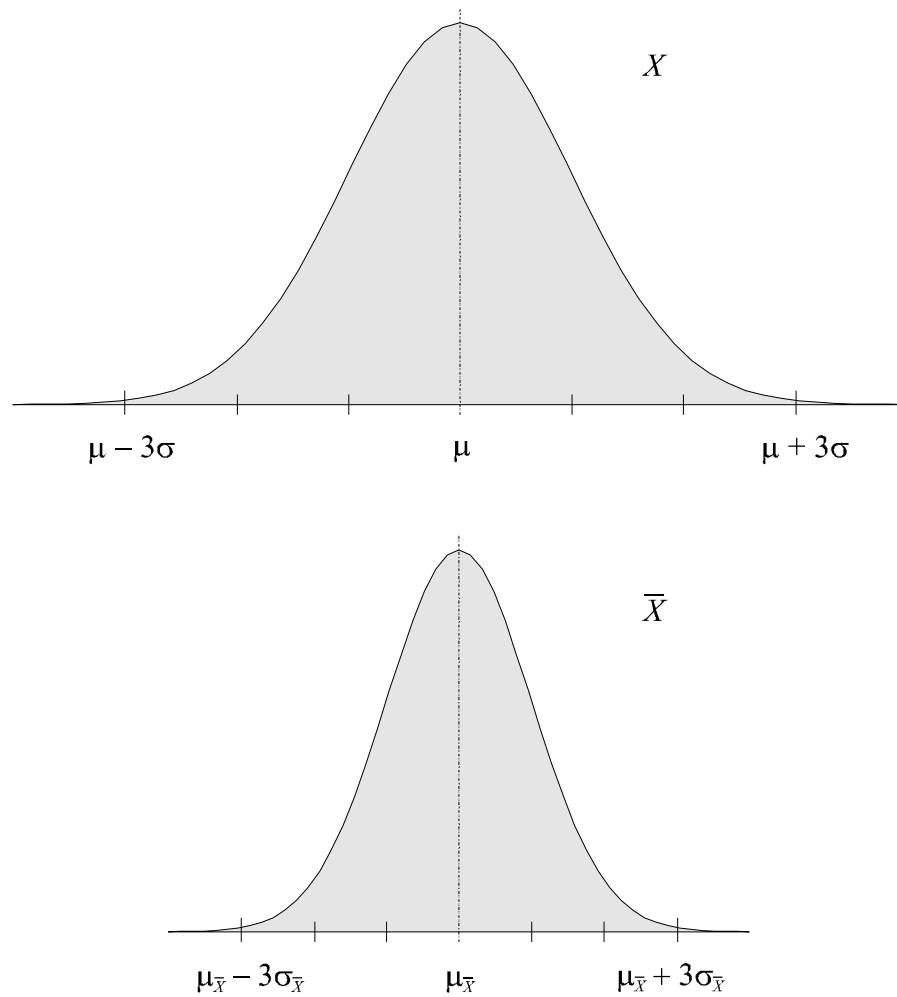 X
μ − 3σ μ μ + 3σ
X̅
μ_X̅ − 3σ_X̅ μ_X̅ μ_X̅ + 3σ_X̅